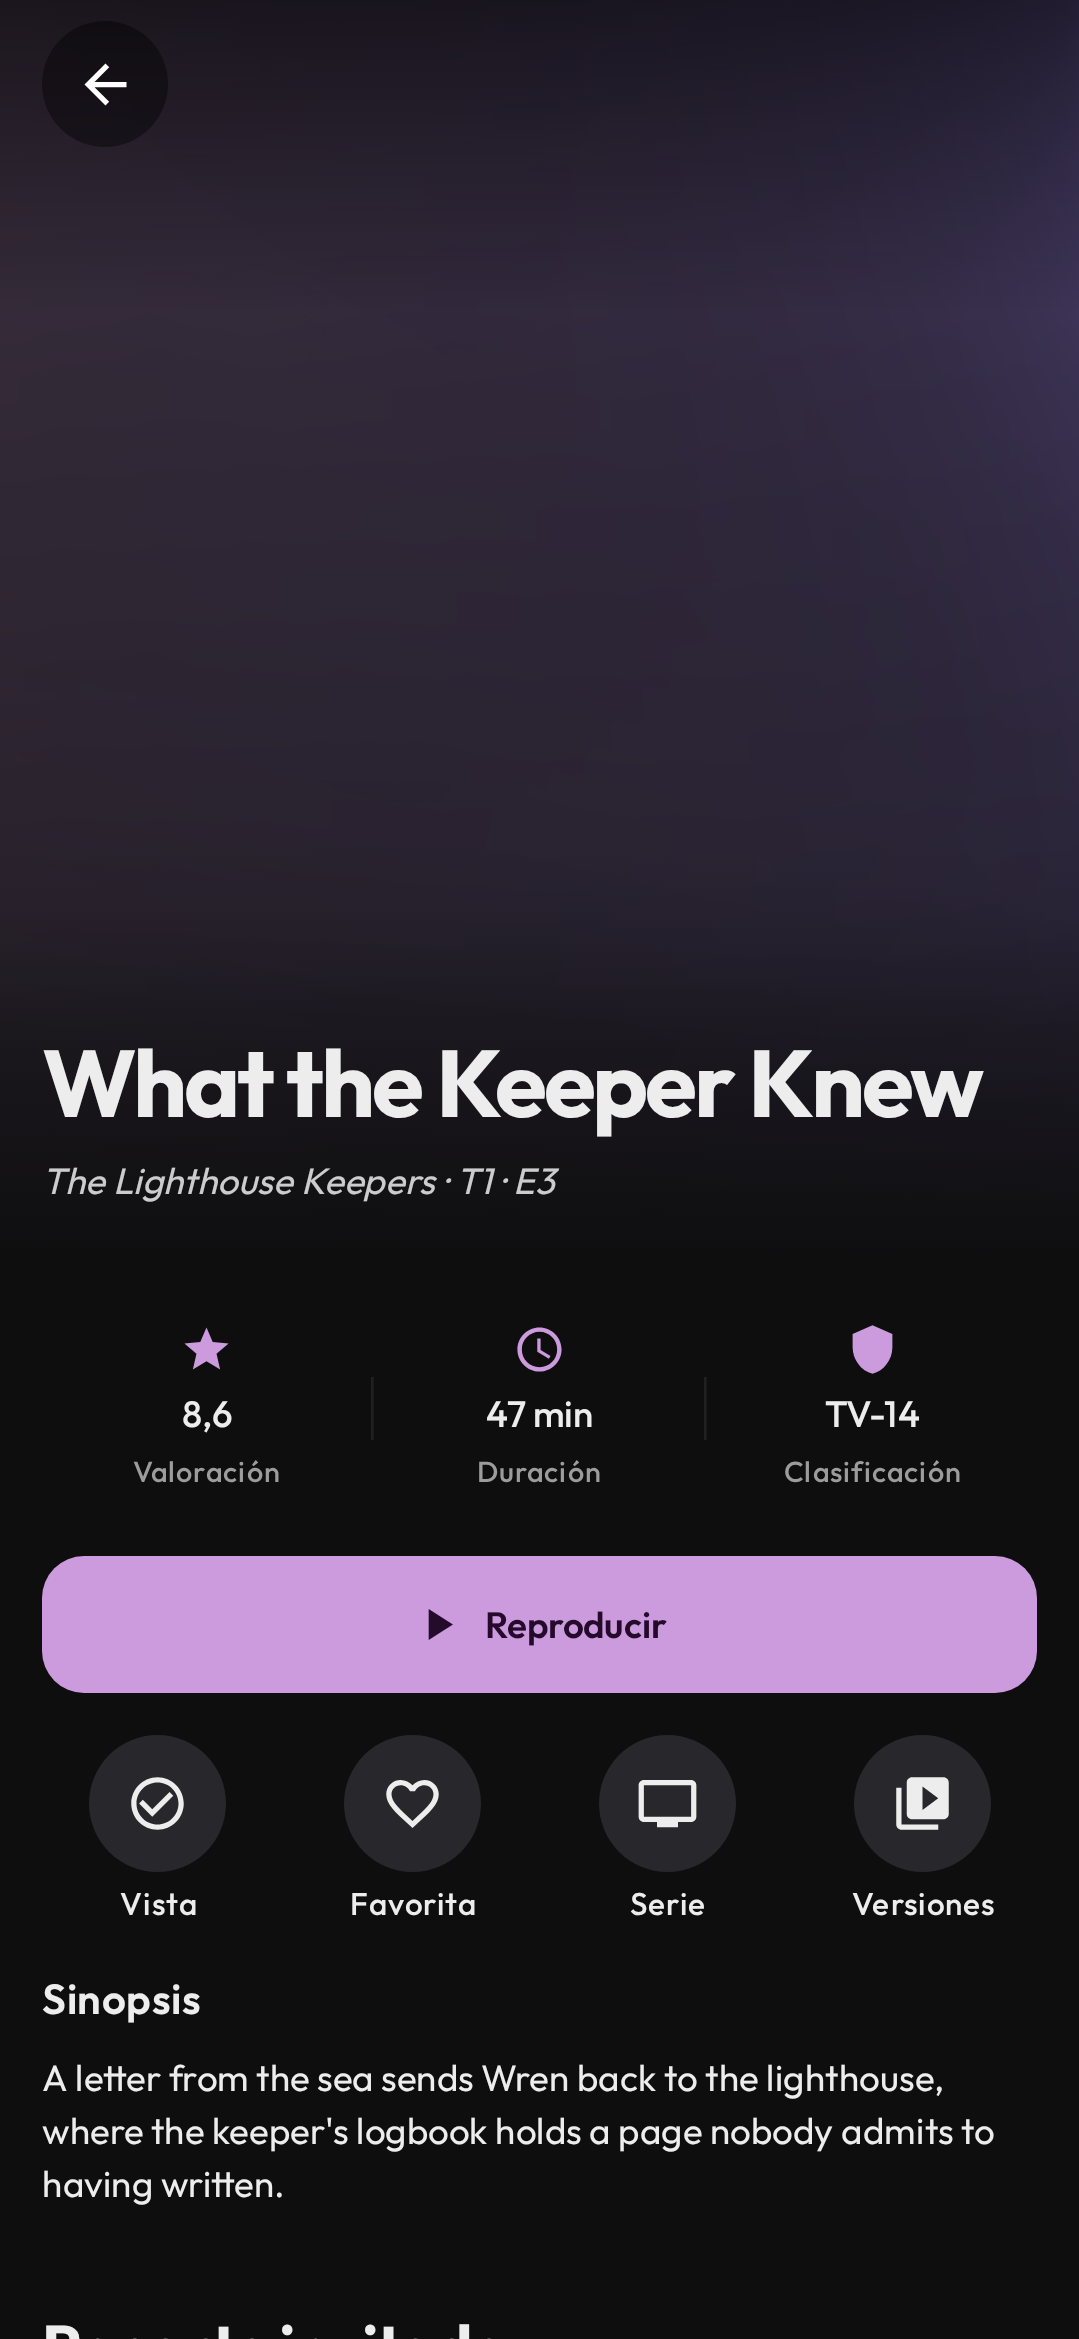 What the Keeper Knew
The Lighthouse Keepers · T1 · E3
8,6
47 min
TV-14
Valoración
Duración
Clasificación
Reproducir
Vista
Favorita
Serie
Versiones
Sinopsis
A letter from the sea sends Wren back to the lighthouse,
where the keeper's logbook holds a page nobody admits to
having written.